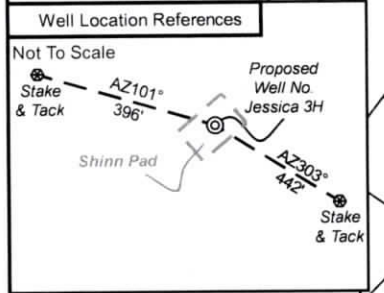 Well Location References
Not To Scale
Stake
& Tack
AZ101°
396'
Proposed
Well No.
Jessica 3H
Shinn Pad
AZ303°
442'
Stake
& Tack